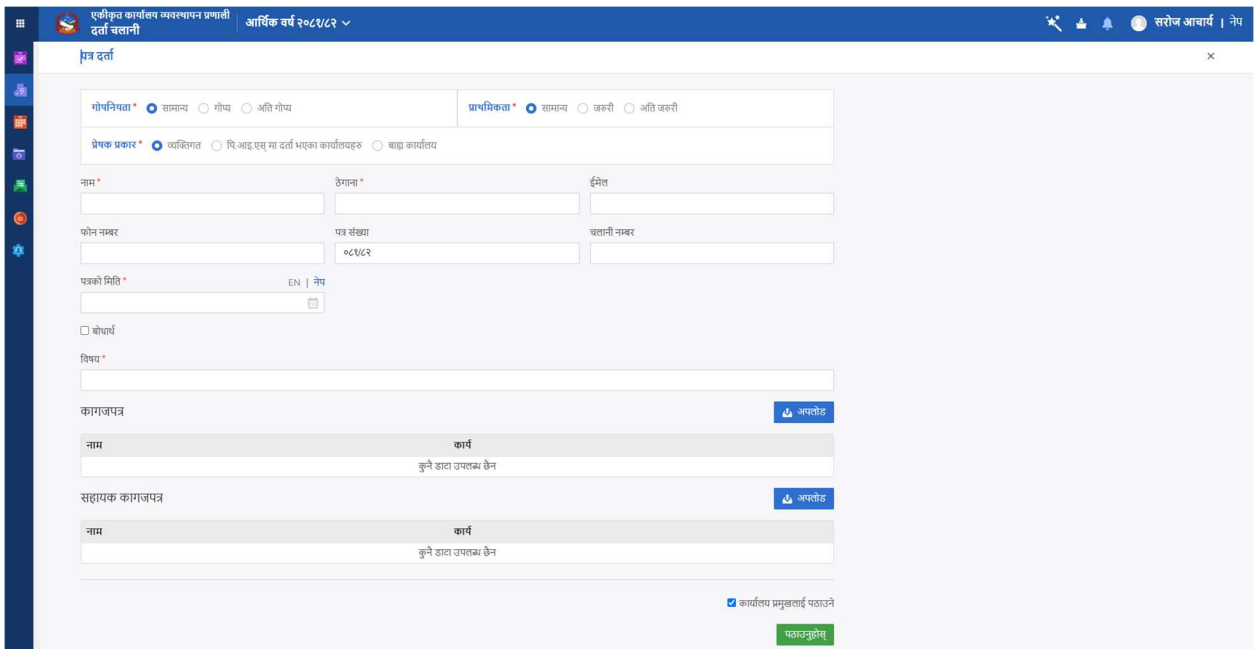 एकीकृत कार्यालय व्यवस्थापन प्रणाली
दर्ता चलानी
आर्थिक वर्ष २०८१/८२
सरोज आचार्य | नेप
पत्र दर्ता
गोपनियता * सामान्य गोप्य अति गोप्य
प्राथमिकता * सामान्य जरुरी अति जरुरी
प्रेषक प्रकार * व्यक्तिगत पि.आइ.एस् मा दर्ता भएका कार्यालयहरु बाह्य कार्यालय
नाम * ठेगाना * ईमेल
फोन नम्बर पत्र संख्या चलानी नम्बर
०८१/८२
पत्रको मिति * EN | नेप
बोधार्थ
विषय *
कागजपत्र अपलोड
नाम कार्य
कुनै डाटा उपलब्ध छैन
सहायक कागजपत्र अपलोड
नाम कार्य
कुनै डाटा उपलब्ध छैन
कार्यालय प्रमुखलाई पठाउने
पठाउनुहोस्